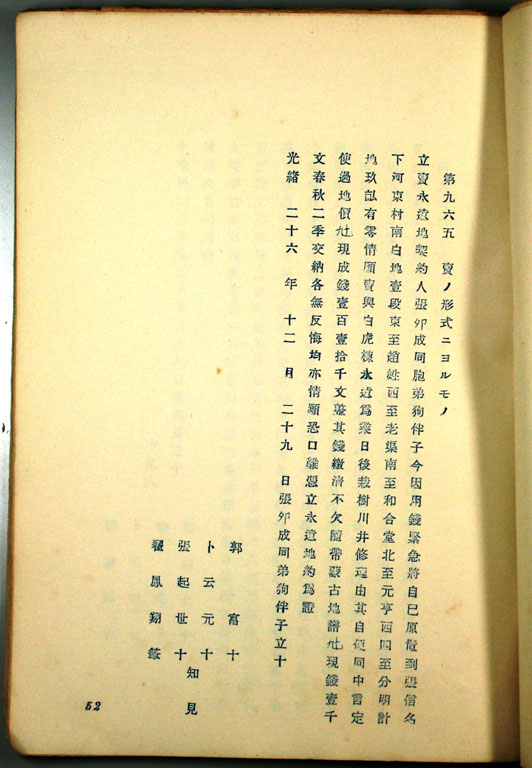 第九六五 賣ノ形式ニヨルモノ
立賣永遠地契約人張卯成同胞弟狗伴子今因用錢緊急將自己原置到張信名
下河東村南白地壹段東至趙姓西至老渠南至和合堂北至元亨西四至分明計
地玖畝有零情願賣與白虎棟永遠爲業日後栽樹川井修理由其自便同中言定
使過地價九七現成錢壹百壹拾千文整其錢繳清不欠隨帶蒙古地譜九七現錢壹千
文春秋二季交納各無反悔均亦情願恐口難憑立永遠地約爲證
光緒 二十六 年 十二 月 二十九 日張卯成同弟狗伴子立十
郭富十
卜云元十
張起世十
翟鳳翔篆
知見
52